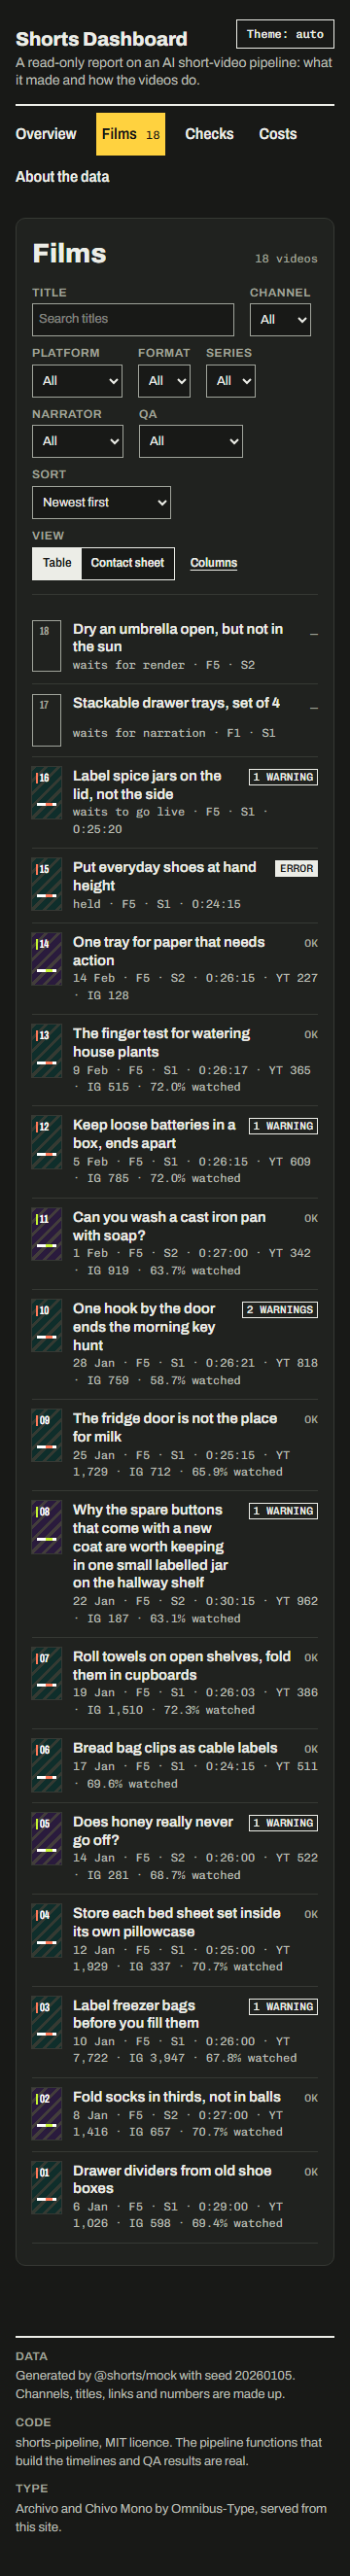 Shorts Dashboard
Theme: auto
A read-only report on an AI short-video pipeline: what
it made and how the videos do.
Overview
Films 18
Checks
Costs
About the data
Films
18 videos
TITLE
CHANNEL
Search titles
All
PLATFORM
FORMAT
SERIES
All
All
All
NARRATOR
QA
All
All
SORT
Newest first
VIEW
Table
Contact sheet
Columns
18
Dry an umbrella open, but not in
the sun
—
waits for render · F5 · S2
17
Stackable drawer trays, set of 4
—
waits for narration · F1 · S1
16
Label spice jars on the
lid, not the side
1 WARNING
waits to go live · F5 · S1 ·
0:25:20
15
Put everyday shoes at hand
height
ERROR
held · F5 · S1 · 0:24:15
14
One tray for paper that needs
action
OK
14 Feb · F5 · S2 · 0:26:15 · YT 227
· IG 128
13
The finger test for watering
house plants
OK
9 Feb · F5 · S1 · 0:26:17 · YT 365
· IG 515 · 72.0% watched
12
Keep loose batteries in a
box, ends apart
1 WARNING
5 Feb · F5 · S1 · 0:26:15 · YT 609
· IG 785 · 72.0% watched
11
Can you wash a cast iron pan
with soap?
OK
1 Feb · F5 · S2 · 0:27:00 · YT 342
· IG 919 · 63.7% watched
10
One hook by the door
ends the morning key
hunt
2 WARNINGS
28 Jan · F5 · S1 · 0:26:21 · YT 818
· IG 759 · 58.7% watched
09
The fridge door is not the place
for milk
OK
25 Jan · F5 · S1 · 0:25:15 · YT
1,729 · IG 712 · 65.9% watched
08
Why the spare buttons
that come with a new
coat are worth keeping
in one small labelled jar
on the hallway shelf
1 WARNING
22 Jan · F5 · S2 · 0:30:15 · YT 962
· IG 187 · 63.1% watched
07
Roll towels on open shelves, fold
them in cupboards
OK
19 Jan · F5 · S1 · 0:26:03 · YT 386
· IG 1,510 · 72.3% watched
06
Bread bag clips as cable labels
OK
17 Jan · F5 · S1 · 0:24:15 · YT 511
· 69.6% watched
05
Does honey really never
go off?
1 WARNING
14 Jan · F5 · S2 · 0:26:00 · YT 522
· IG 281 · 68.7% watched
04
Store each bed sheet set inside
its own pillowcase
OK
12 Jan · F5 · S1 · 0:25:00 · YT
1,929 · IG 337 · 70.7% watched
03
Label freezer bags
before you fill them
1 WARNING
10 Jan · F5 · S1 · 0:26:00 · YT
7,722 · IG 3,947 · 67.8% watched
02
Fold socks in thirds, not in balls
OK
8 Jan · F5 · S2 · 0:27:00 · YT
1,416 · IG 657 · 70.7% watched
01
Drawer dividers from old shoe
boxes
OK
6 Jan · F5 · S1 · 0:29:00 · YT
1,026 · IG 598 · 69.4% watched
DATA
Generated by @shorts/mock with seed 20260105.
Channels, titles, links and numbers are made up.
CODE
shorts-pipeline, MIT licence. The pipeline functions that
build the timelines and QA results are real.
TYPE
Archivo and Chivo Mono by Omnibus-Type, served from
this site.